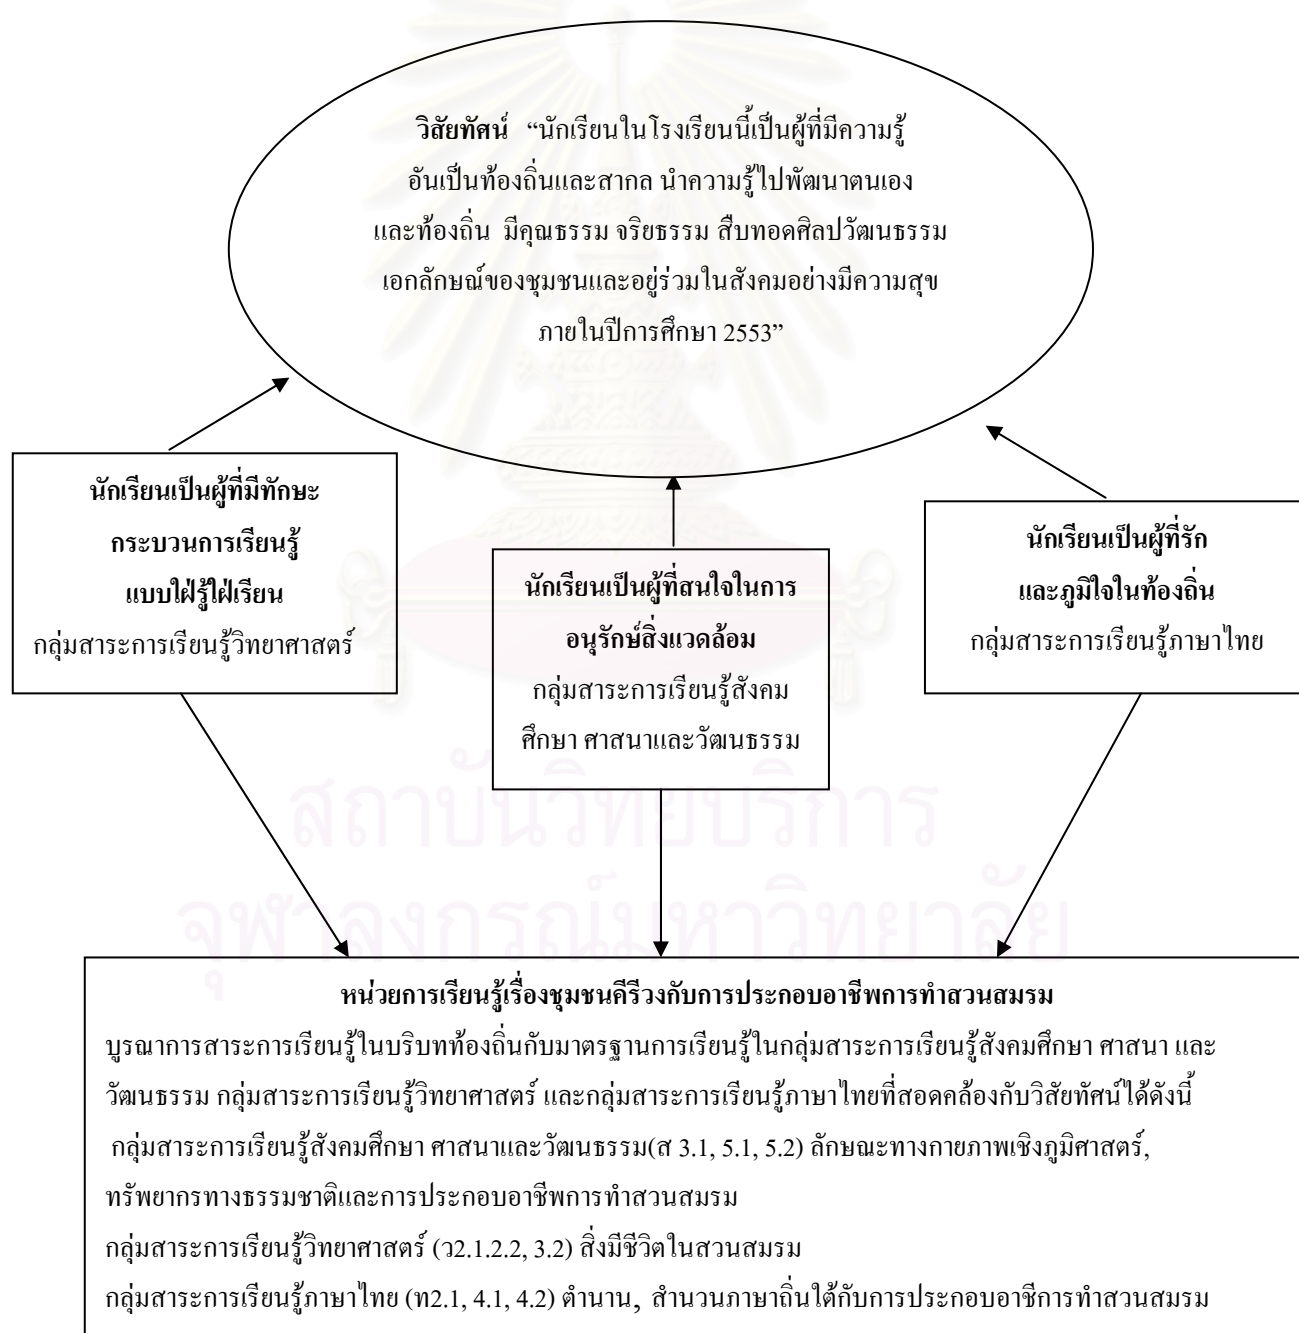 วิสัยทัศน์ “นักเรียนในโรงเรียนนี้เป็นผู้ที่มีความรู้
อันเป็นท้องถิ่นและสากล นำความรู้ไปพัฒนาตนเอง
และท้องถิ่น มีคุณธรรม จริยธรรม สืบทอดศิลปวัฒนธรรม
เอกลักษณ์ของชุมชนและอยู่ร่วมในสังคมอย่างมีความสุข
ภายในปีการศึกษา 2553”
นักเรียนเป็นผู้ที่มีทักษะ
กระบวนการเรียนรู้
แบบใฝ่รู้ใฝ่เรียน
กลุ่มสาระการเรียนรู้วิทยาศาสตร์
นักเรียนเป็นผู้ที่สนใจในการ
อนุรักษ์สิ่งแวดล้อม
กลุ่มสาระการเรียนรู้สังคม
ศึกษา ศาสนาและวัฒนธรรม
นักเรียนเป็นผู้ที่รัก
และภูมิใจในท้องถิ่น
กลุ่มสาระการเรียนรู้ภาษาไทย
สถาบันวิทยบริการ
จุฬาลงกรณ์มหาวิทยาลัย
หน่วยการเรียนรู้เรื่องชุมชนคีรีวงกับการประกอบอาชีพการทำสวนสมรม
บูรณาการสาระการเรียนรู้ในบริบทท้องถิ่นกับมาตรฐานการเรียนรู้ในกลุ่มสาระการเรียนรู้สังคมศึกษา ศาสนา และ
วัฒนธรรม กลุ่มสาระการเรียนรู้วิทยาศาสตร์ และกลุ่มสาระการเรียนรู้ภาษาไทยที่สอดคล้องกับวิสัยทัศน์ได้ดังนี้
กลุ่มสาระการเรียนรู้สังคมศึกษา ศาสนาและวัฒนธรรม(ส 3.1, 5.1, 5.2) ลักษณะทางกายภาพเชิงภูมิศาสตร์,
ทรัพยากรทางธรรมชาติและการประกอบอาชีพการทำสวนสมรม
กลุ่มสาระการเรียนรู้วิทยาศาสตร์ (ว2.1.2.2, 3.2) สิ่งมีชีวิตในสวนสมรม
กลุ่มสาระการเรียนรู้ภาษาไทย (ท2.1, 4.1, 4.2) ตำนาน, สำนวนภาษาถิ่นใต้กับการประกอบอาชีการทำสวนสมรม